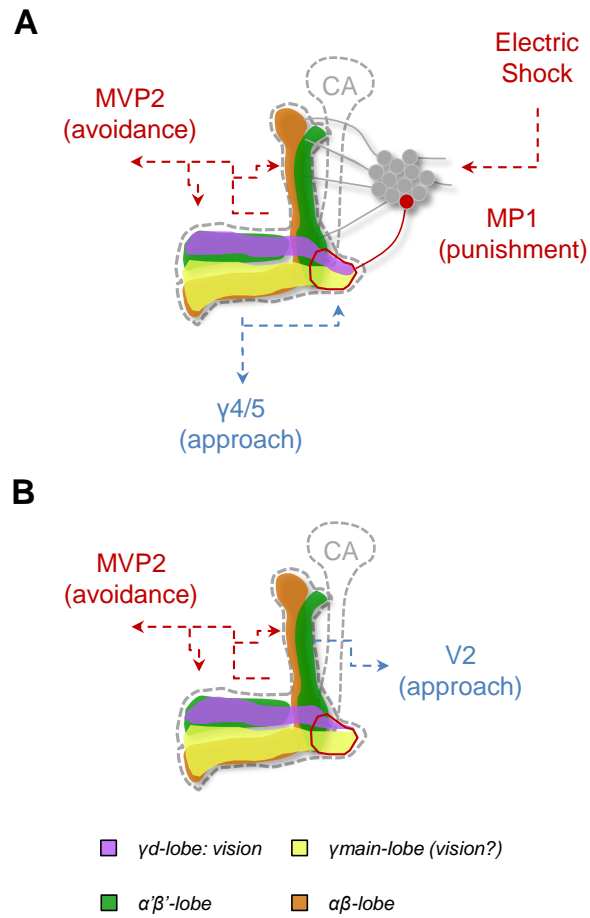 A
Electric
Shock
CA
MVP2
(avoidance)
MP1
(punishment)
γ4/5
(approach)
B
CA
MVP2
(avoidance)
V2
(approach)
γd-lobe: vision
γmain-lobe (vision?)
α'β'-lobe
αβ-lobe